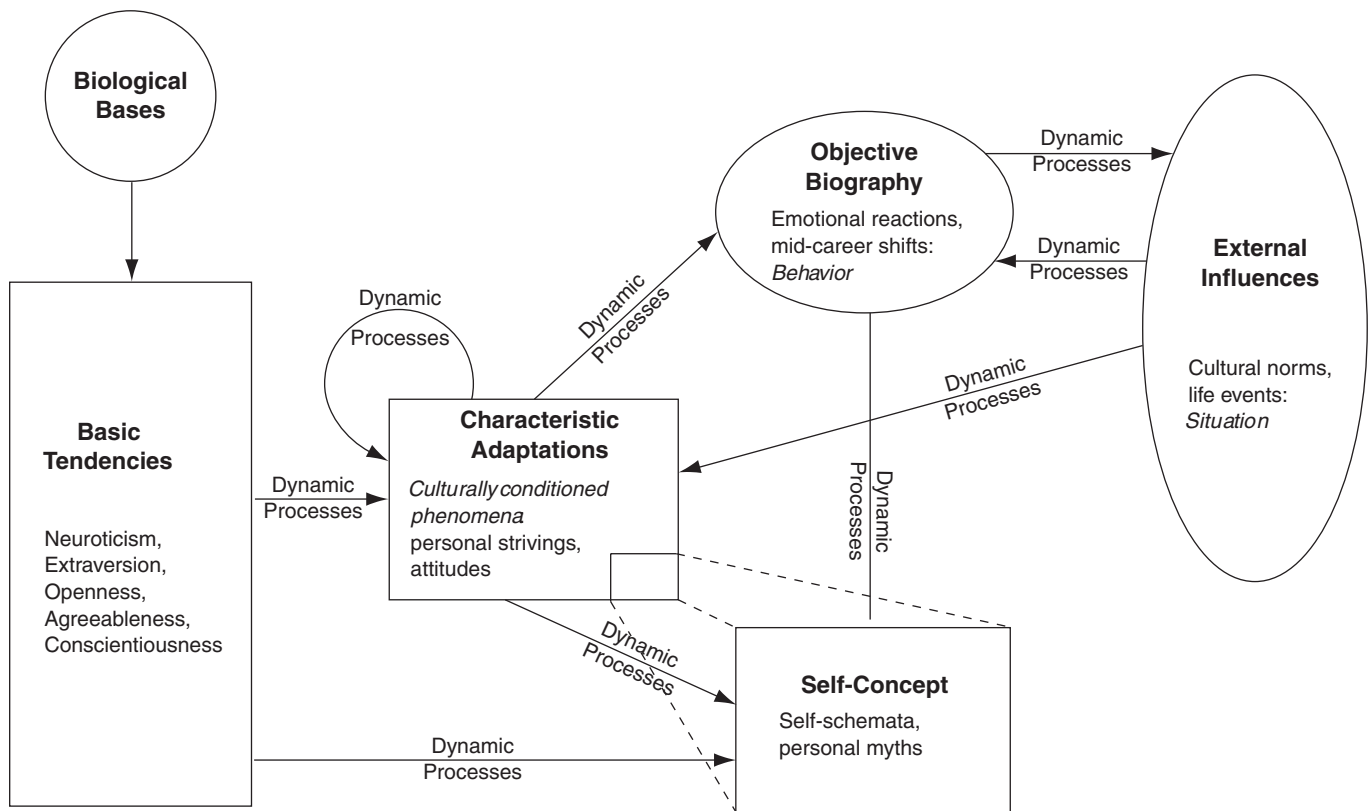 Biological
Bases
Objective
Biography
Emotional reactions,
mid-career shifts:
Behavior
Dynamic
Processes
Dynamic
Processes
External
Influences
Cultural norms,
life events:
Situation
Dynamic
Processes
Dynamic
Processes
Dynamic
Processes
Basic
Tendencies
Neuroticism,
Extraversion,
Openness,
Agreeableness,
Conscientiousness
Dynamic
Processes
Characteristic
Adaptations
Culturally conditioned
phenomena:
personal strivings,
attitudes
Dynamic
Processes
Dynamic
Processes
Dynamic
Processes
Self-Concept
Self-schemata,
personal myths